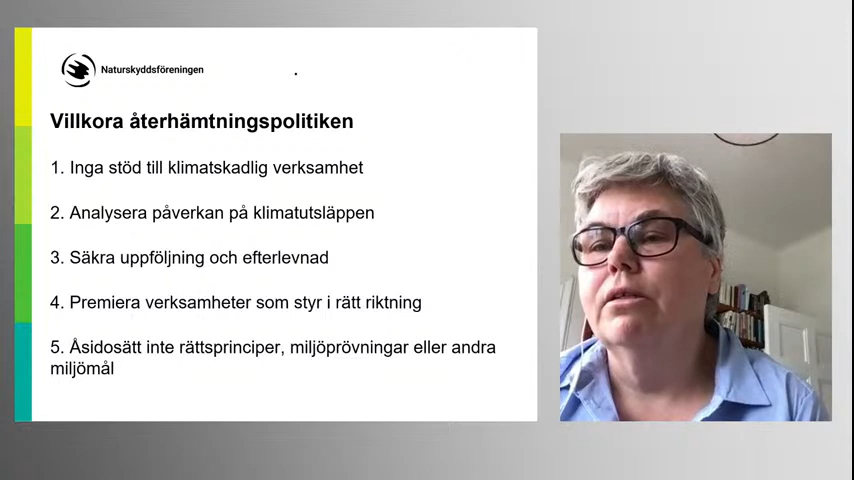 Naturskyddsföreningen
Villkora återhämtningspolitiken
1. Inga stöd till klimatskadlig verksamhet
2. Analysera påverkan på klimatutsläppen
3. Säkra uppföljning och efterlevnad
4. Premiera verksamheter som styr i rätt riktning
5. Åsidosätt inte rättsprinciper, miljöprövningar eller andra
miljömål